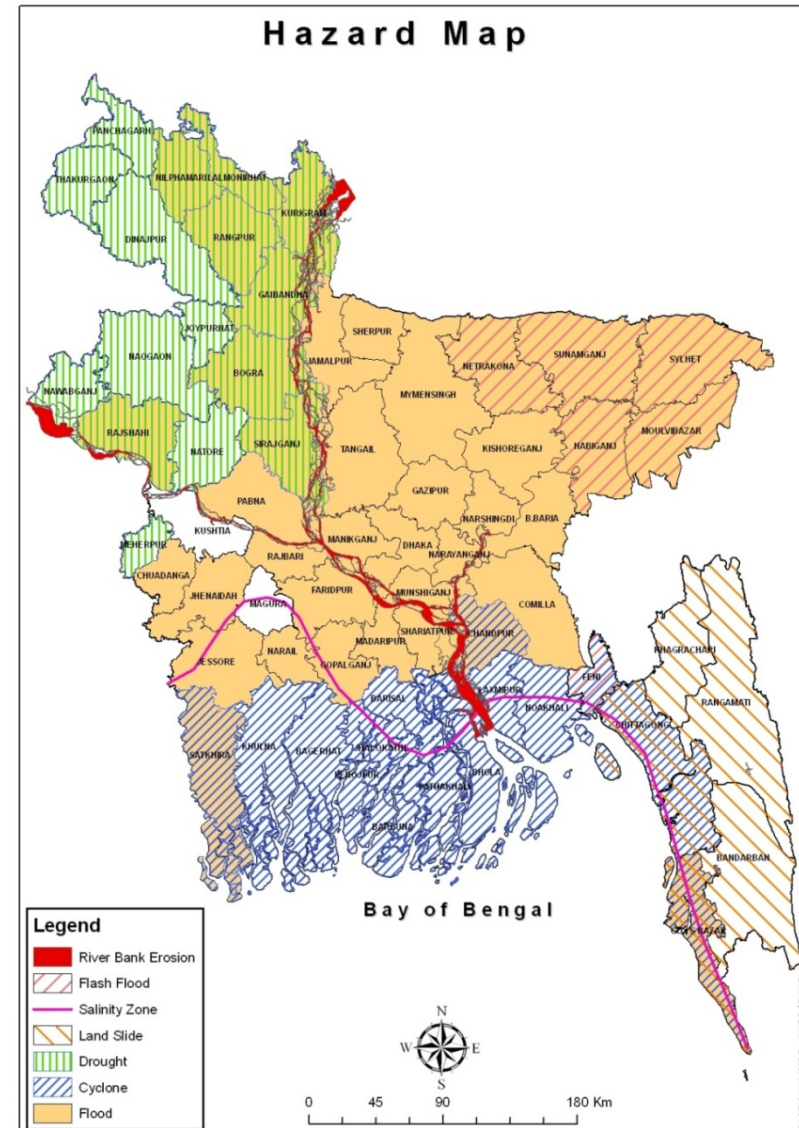 Hazard Map
PANCHAGARH
THAKURGAON
NILPHAMARI
LALMONIRHAT
DINAJPUR
RANGPUR
KURIGRAM
GAIBANDHA
JOYPURHAT
NAOGAON
BOGRA
JAMALPUR
SHERPUR
NETRAKONA
SUNAMGANJ
SYLHET
NAWABGANJ
MYMENSINGH
RAJSHAHI
NATORE
SIRAJGANJ
TANGAIL
KISHOREGANJ
HABIGANJ
MOULVIBAZAR
PABNA
GAZIPUR
KUSHTIA
MANIKGANJ
DHAKA
NARSHINGDI
B.BARIA
MEHERPUR
NARAYANGANJ
RAJBARI
CHUADANGA
JHENAIDAH
MAGURA
FARIDPUR
MUNSHIGANJ
COMILLA
SHARIATPUR
CHANDPUR
MADARIPUR
JESSORE
NARAIL
GOPALGANJ
KHAGRACHARI
RANGAMATI
FENI
BARISAL
LAXMIPUR
NOAKHALI
CHITTAGONG
SATKHIRA
KHULNA
BAGERHAT
JHALOKATHI
PEROJPUR
BHOLA
PATUAKHALI
BARGUNA
BANDARBAN
COX'S BAZAR
Bay of Bengal
Legend
River Bank Erosion
Flash Flood
Salinity Zone
Land Slide
Drought
Cyclone
Flood
N
W E
S
0 45 90 180 Km